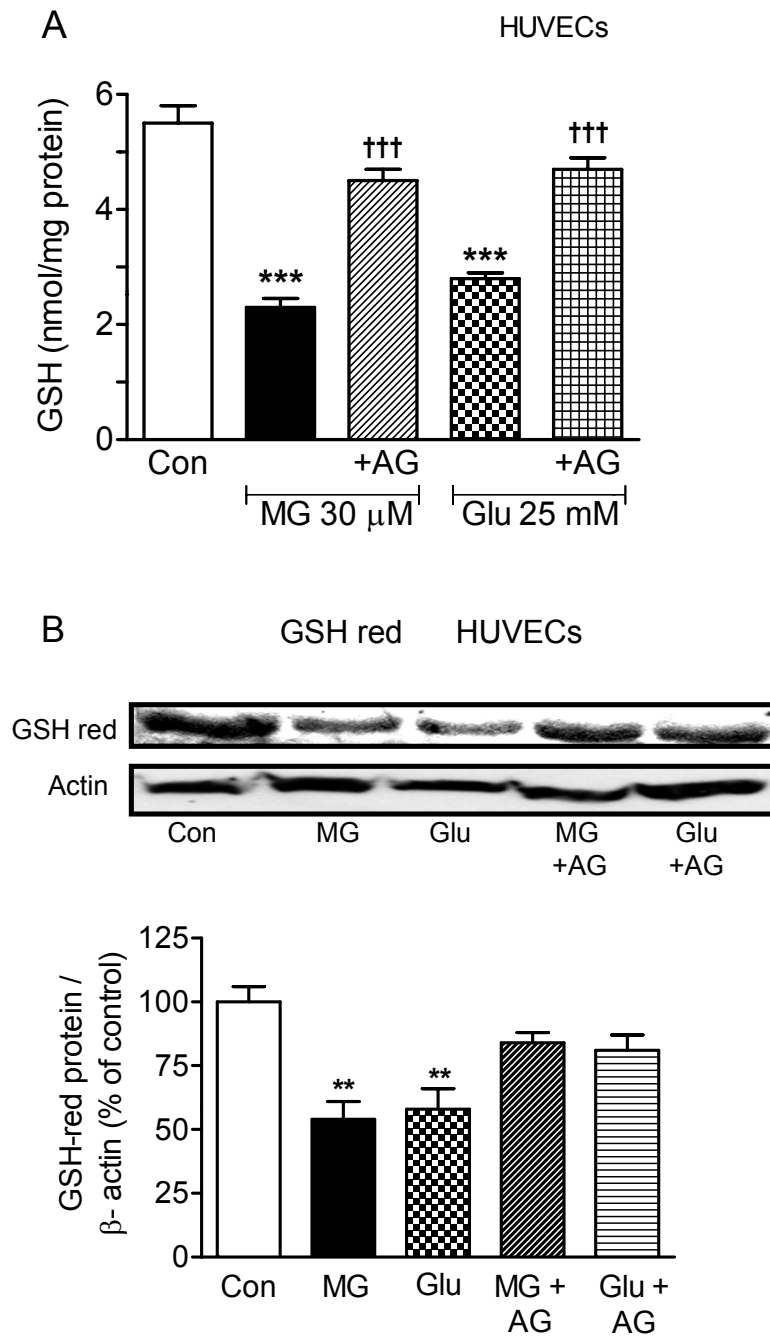 A
HUVECs
GSH (nmol/mg protein)
6
4
2
0
***
†††
***
†††
Con
+AG
+AG
MG 30 μM
Glu 25 mM
B
GSH red HUVECs
GSH red
Actin
Con MG Glu MG Glu
+AG +AG
GSH-red protein /
β- actin (% of control)
125
100
75
50
25
0
**
**
Con MG Glu MG + Glu +
AG AG